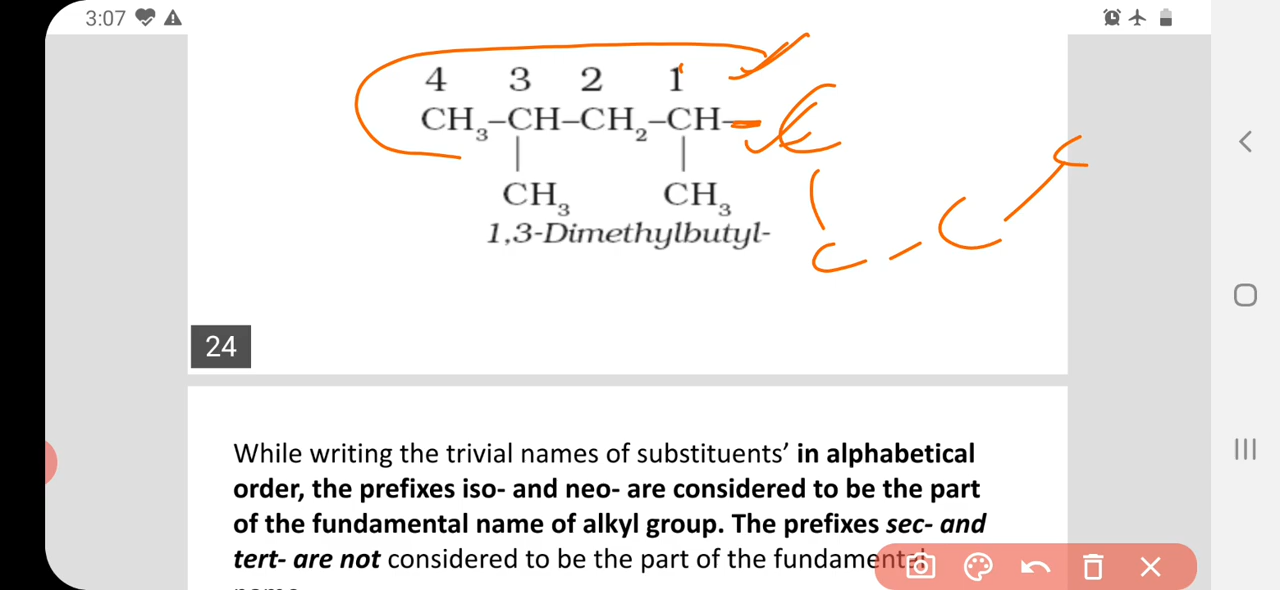 3:07
4 3 2 1
CH₃–CH–CH₂–CH–
CH₃ CH₃
1,3-Dimethylbutyl-
24
While writing the trivial names of substituents’ in alphabetical
order, the prefixes iso- and neo- are considered to be the part
of the fundamental name of alkyl group. The prefixes sec- and
tert- are not considered to be the part of the fundamental